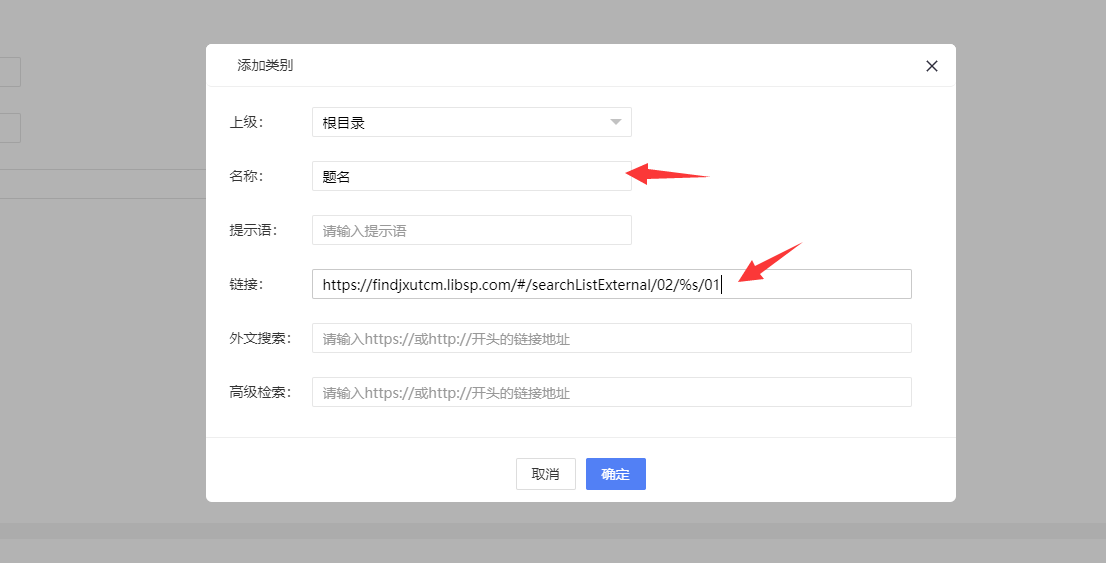 添加类别
上级： 根目录
名称： 题名
提示语： 请输入提示语
链接： https://findjxutcm.libsp.com/#/searchListExternal/02/%s/01
外文搜索： 请输入https://或http://开头的链接地址
高级检索： 请输入https://或http://开头的链接地址
取消 确定